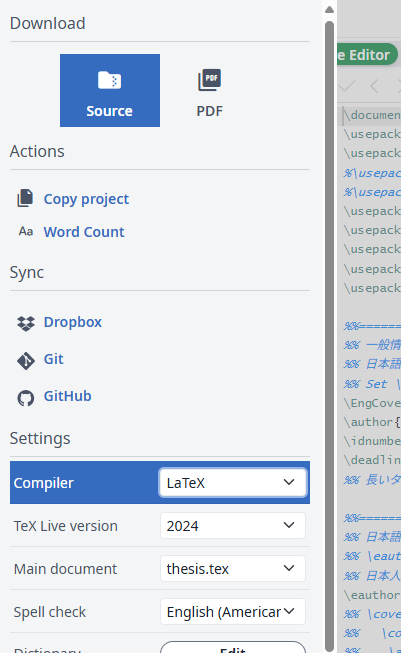 Download
Source
PDF
Actions
Copy project
Word Count
Sync
Dropbox
Git
GitHub
Settings
Compiler LaTeX
TeX Live version 2024
Main document thesis.tex
Spell check English (American
Dictionary Edit
e Editor
\documen
\usepack
\usepack
%\usepac
%\usepac
\usepack
\usepack
\usepack
\usepack
\usepack
%%======
%% 一般情
%% 日本語
%% Set \
\EngCove
\author{
\idnumbe
\deadlin
%% 長いタ
%%======
%% 日本語
%% \eaut
%% 日本人
\eauthor
%% \cove
%% \co
%% \a